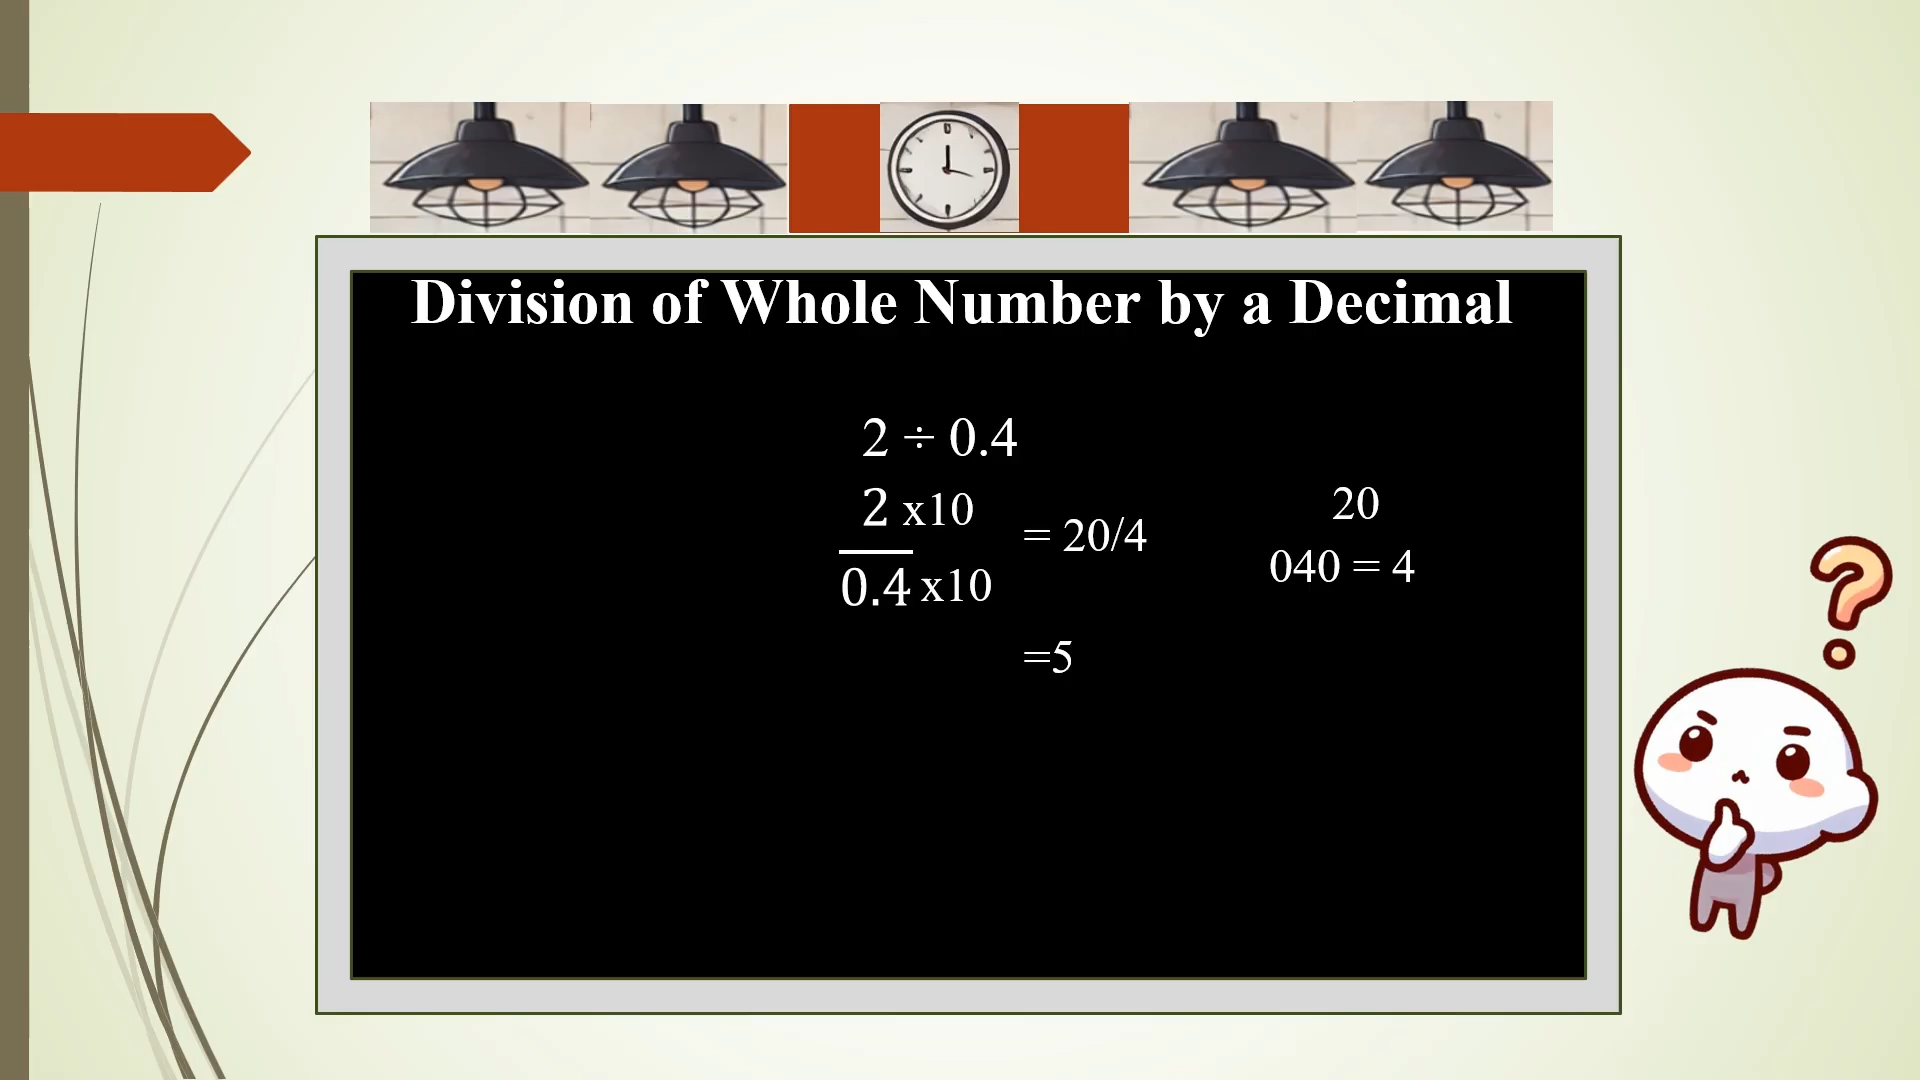 Division of Whole Number by a Decimal
2 ÷ 0.4
2 x10
0.4 x10
= 20/4
=5
20
040 = 4